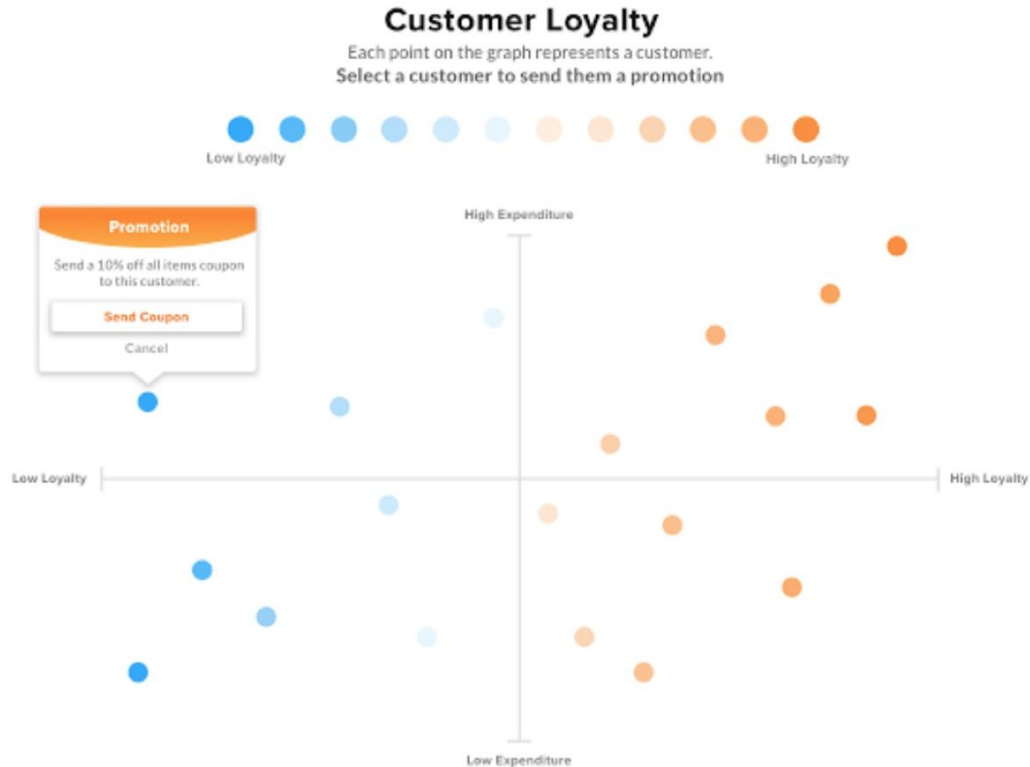 Customer Loyalty
Each point on the graph represents a customer.
Select a customer to send them a promotion
Low Loyalty
High Loyalty
High Expenditure
Promotion
Send a 10% off all items coupon
to this customer.
Send Coupon
Cancel
Low Loyalty
High Loyalty
Low Expenditure